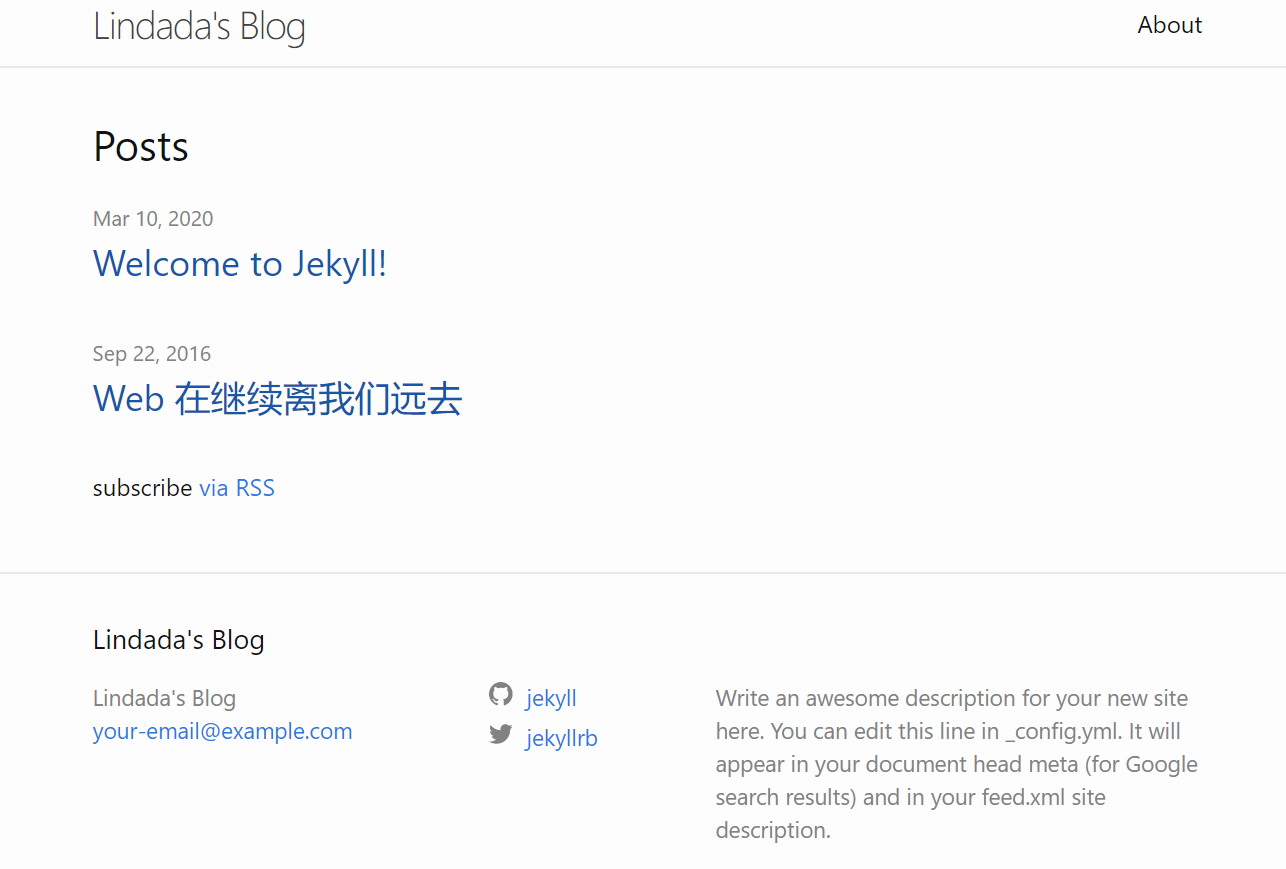 Lindada's Blog
About
Posts
Mar 10, 2020
Welcome to Jekyll!
Sep 22, 2016
Web 在继续离我们远去
subscribe via RSS
Lindada's Blog
Lindada's Blog
your-email@example.com
jekyll
jekyllrb
Write an awesome description for your new site
here. You can edit this line in _config.yml. It will
appear in your document head meta (for Google
search results) and in your feed.xml site
description.